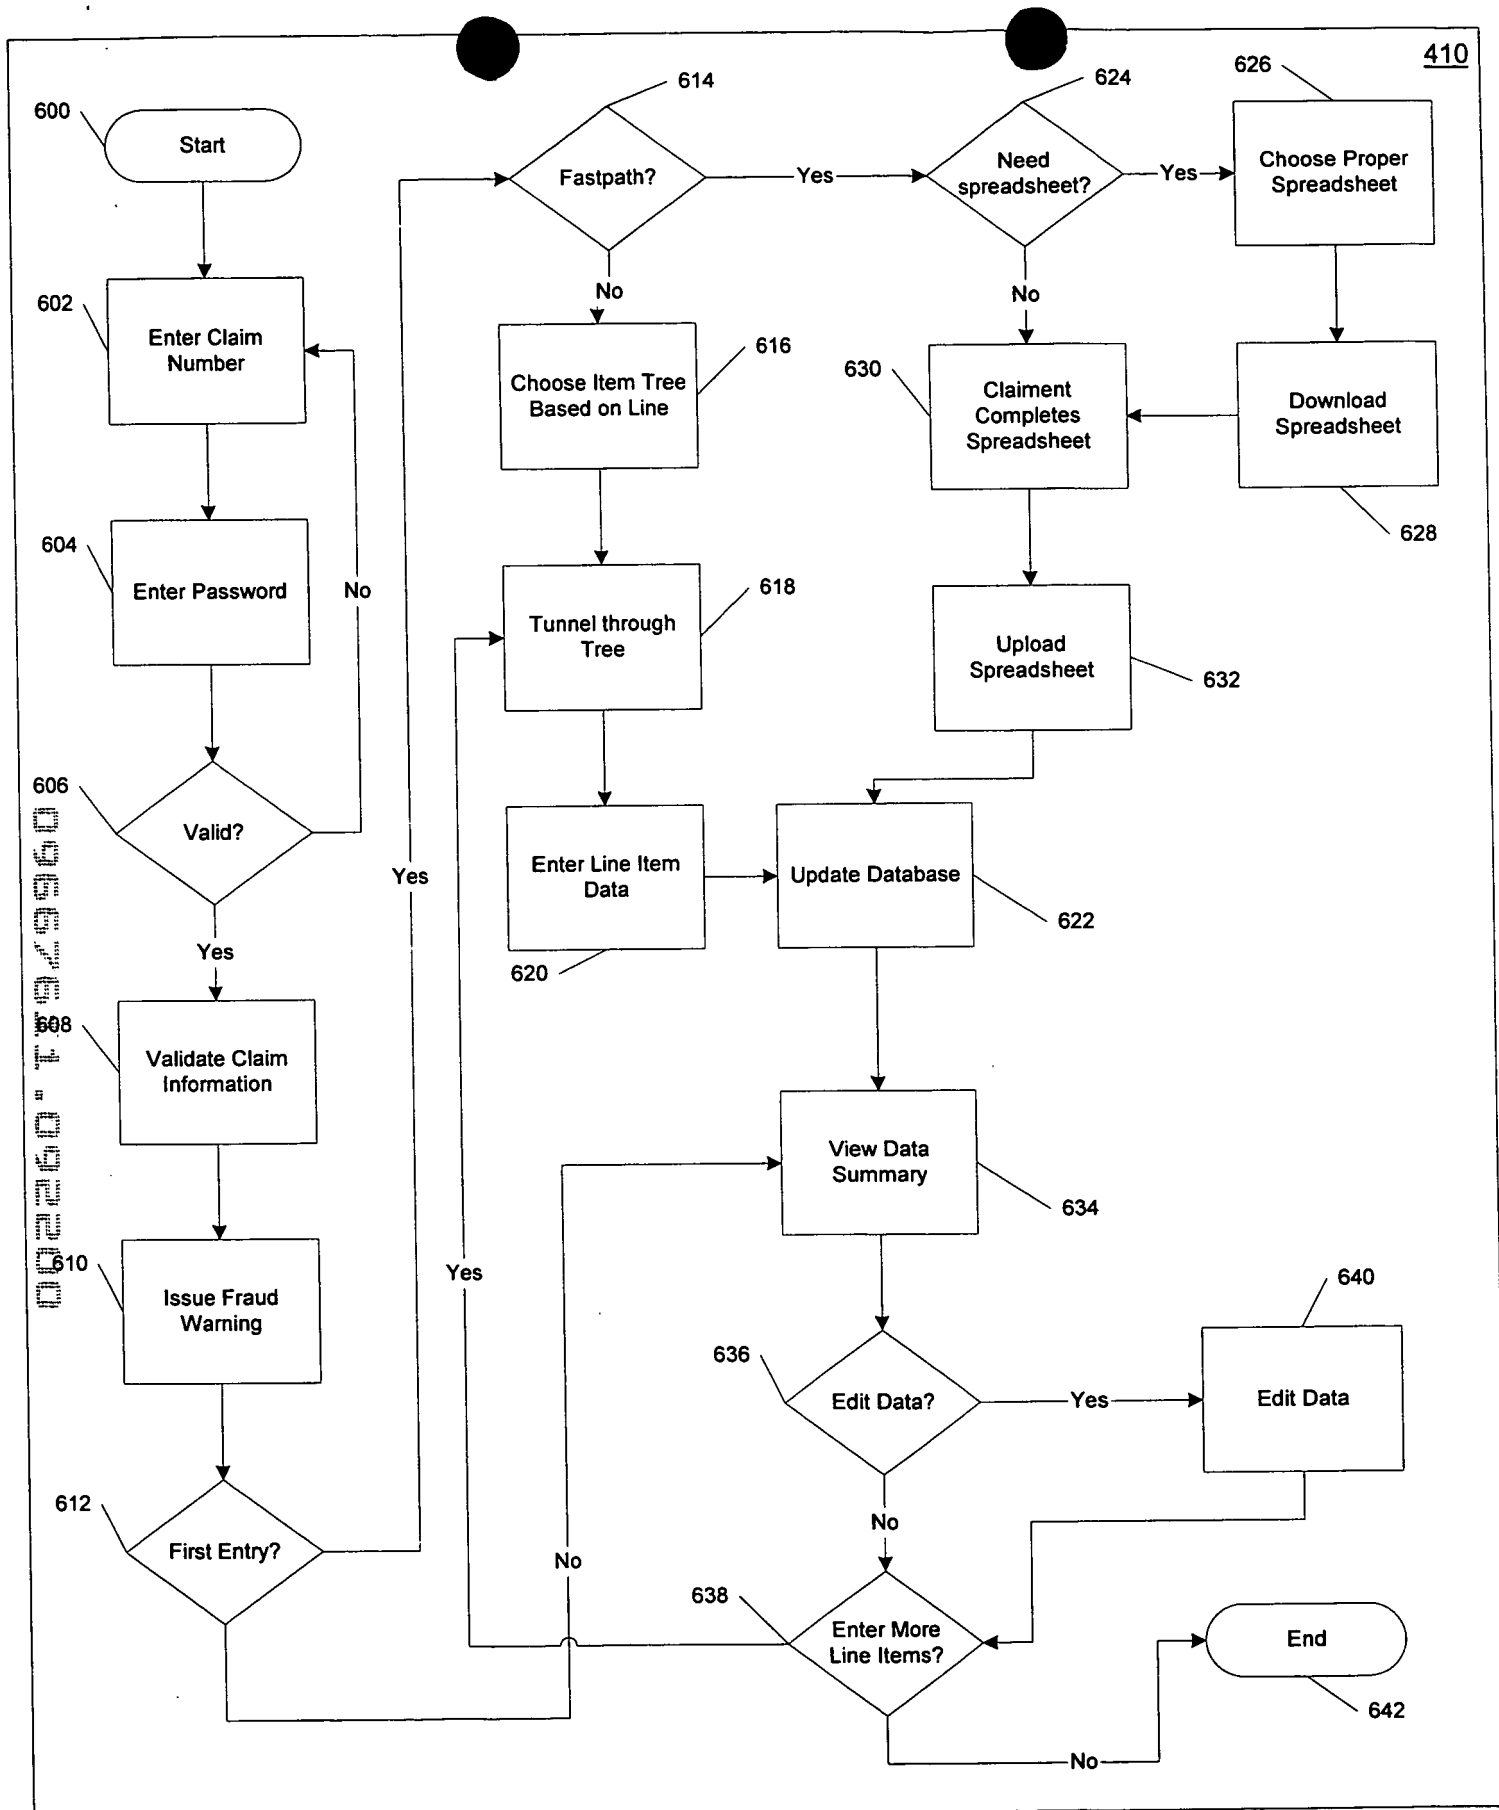 410
600
Start
602
Enter Claim
Number
604
Enter Password
No
606
Valid?
Yes
608
Validate Claim
Information
610
Issue Fraud
Warning
612
First Entry?
Yes
No
614
Fastpath?
Yes
No
616
Choose Item Tree
Based on Line
618
Tunnel through
Tree
620
Enter Line Item
Data
622
Update Database
624
Need
spreadsheet?
Yes
No
626
Choose Proper
Spreadsheet
628
Download
Spreadsheet
630
Claiment
Completes
Spreadsheet
632
Upload
Spreadsheet
634
View Data
Summary
636
Edit Data?
Yes
No
640
Edit Data
638
Enter More
Line Items?
Yes
No
End
642
09667611.092200